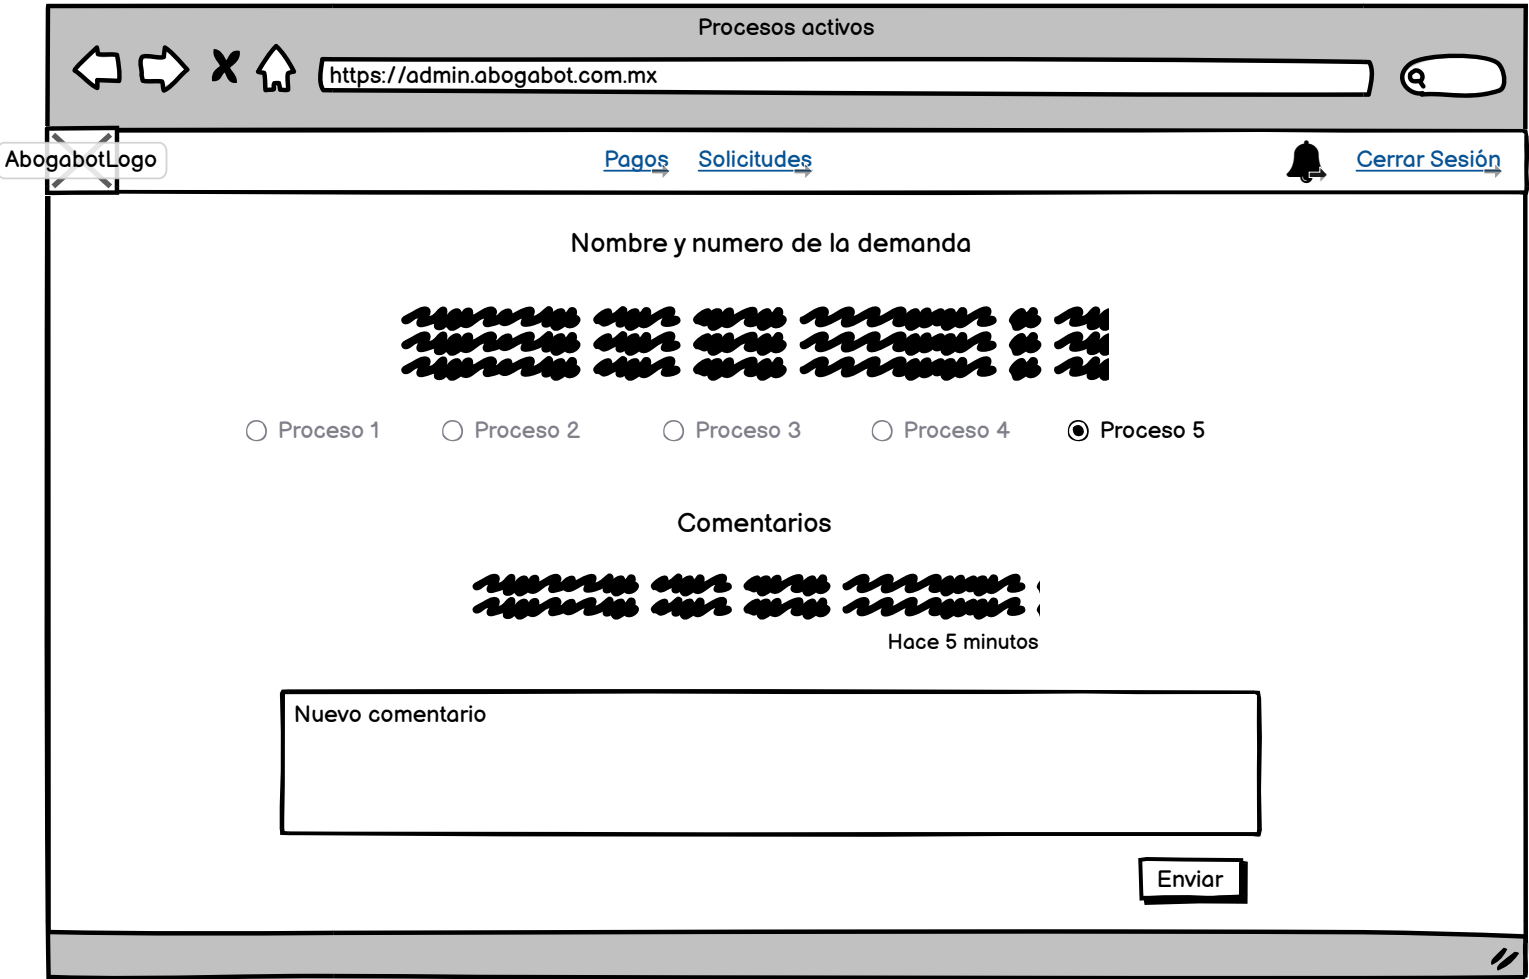 Procesos activos
https://admin.abogabot.com.mx
AbogabotLogo Pagos Solicitudes Cerrar Sesión
Nombre y numero de la demanda
Proceso 1 Proceso 2 Proceso 3 Proceso 4 Proceso 5
Comentarios
Hace 5 minutos
Nuevo comentario
Enviar